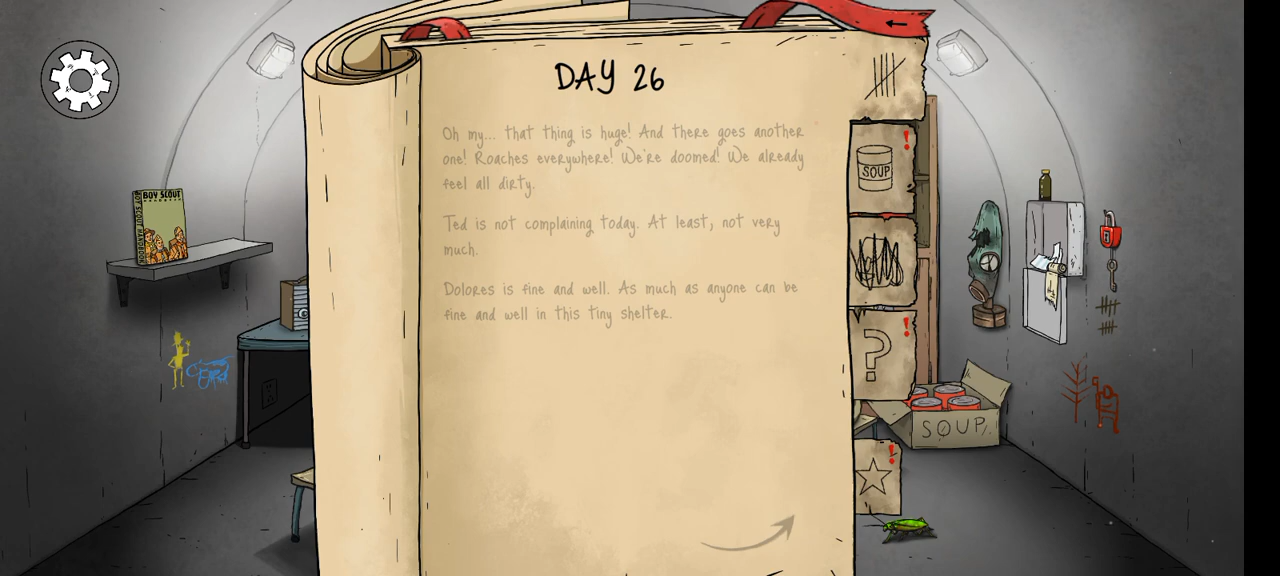 DAY 26
Oh my... that thing is huge! And there goes another
one! Roaches everywhere! We're doomed! We already
feel all dirty.
Ted is not complaining today. At least, not very
much.
Dolores is fine and well. As much as anyone can be
fine and well in this tiny shelter.
!
SOUP
!
?
!
BOY SCOUT
SOUP